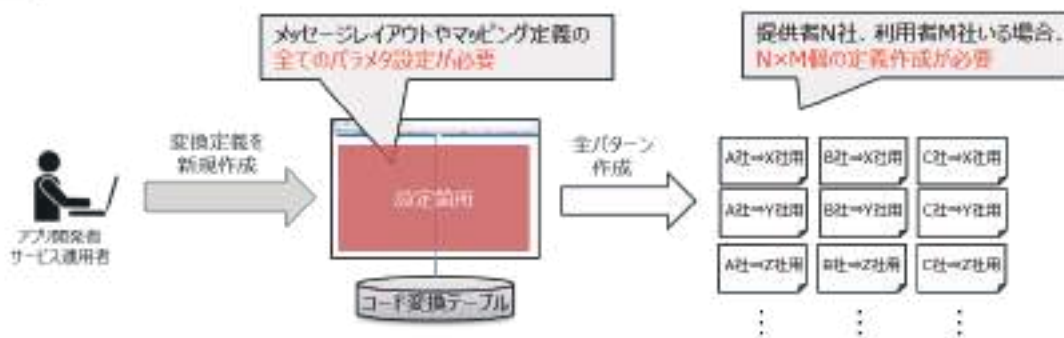 メッセージレイアウトやマッピング定義の
全てのパラメタ設定が必要
提供者N社、利用者M社いる場合、
N×M個の定義作成が必要
変換定義を
新規作成
全パターン
作成
設定箇所
アプリ開発者
サービス運用者
コード変換テーブル
A社⇒X社用
B社⇒X社用
C社⇒X社用
A社⇒Y社用
B社⇒Y社用
C社⇒Y社用
A社⇒Z社用
B社⇒Z社用
C社⇒Z社用